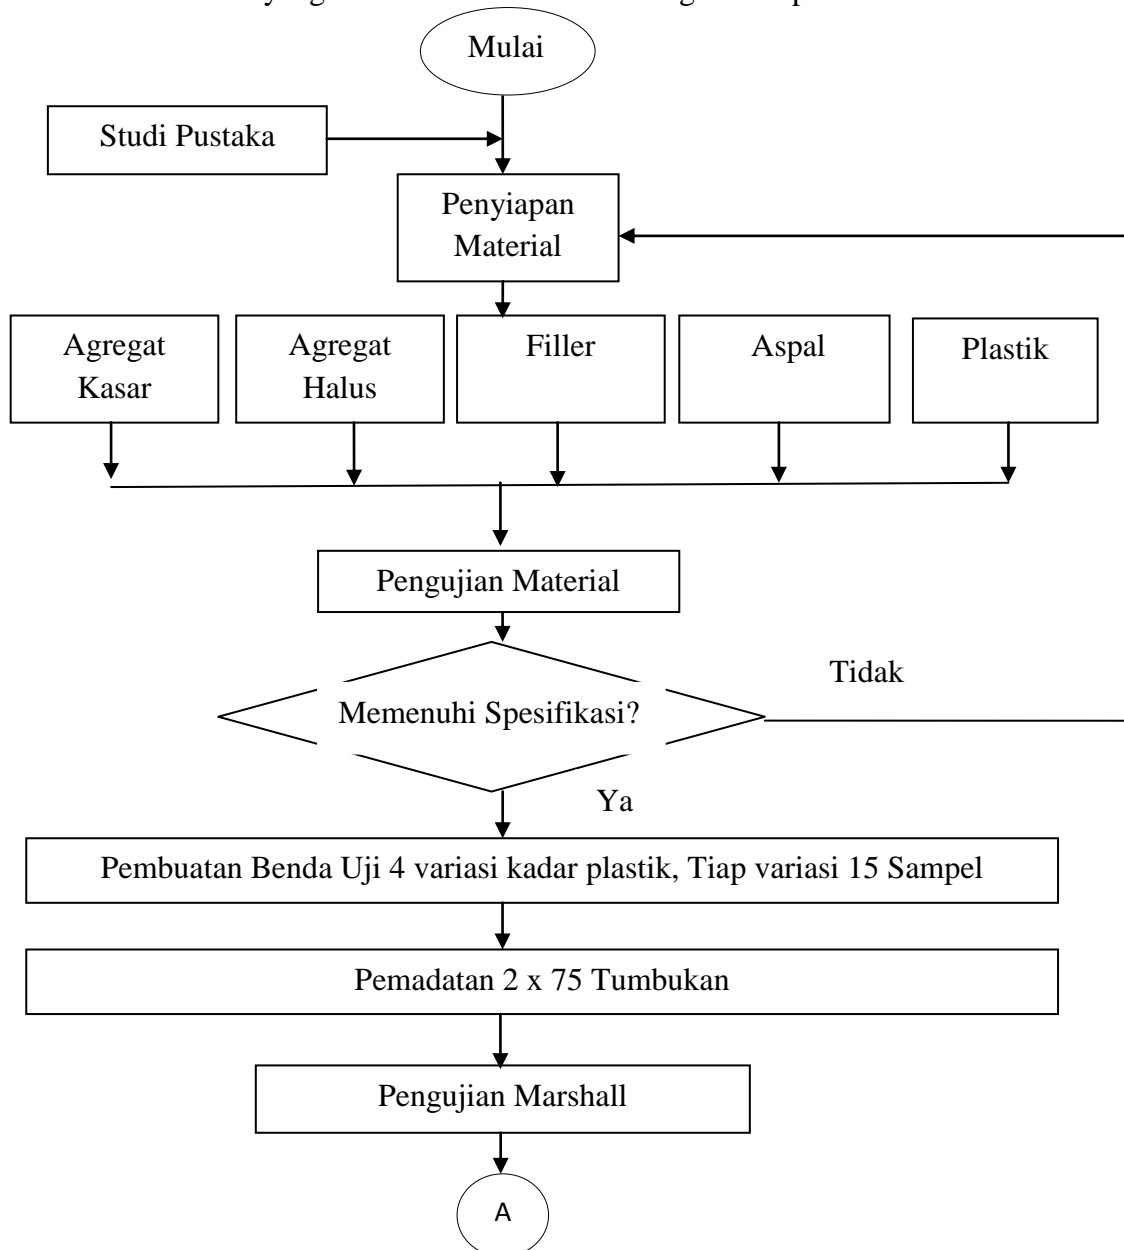 Mulai
Studi Pustaka
Penyiapan
Material
Agregat
Kasar
Agregat
Halus
Filler
Aspal
Plastik
Pengujian Material
Memenuhi Spesifikasi?
Tidak
Ya
Pembuatan Benda Uji 4 variasi kadar plastik, Tiap variasi 15 Sampel
Pemadatan 2 x 75 Tumbukan
Pengujian Marshall
A